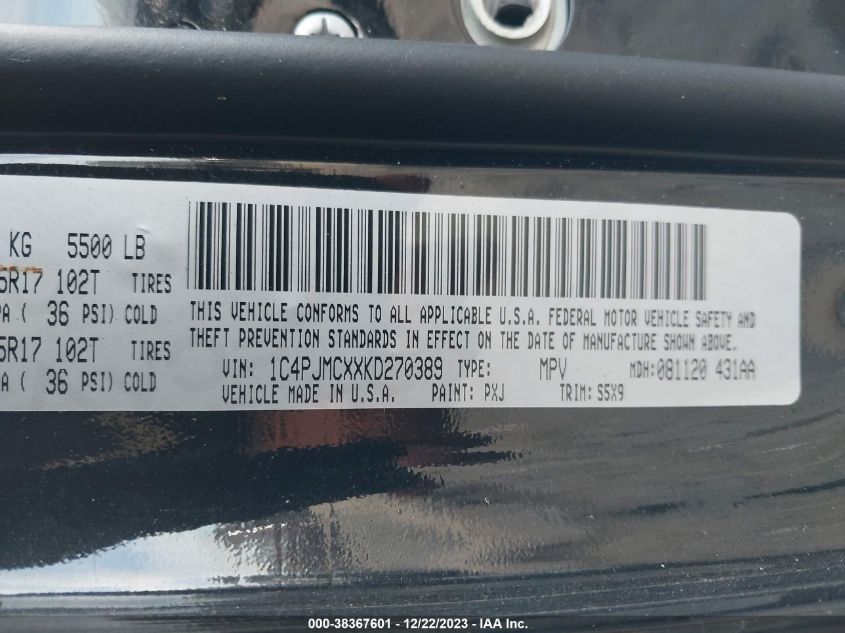 KG 5500 LB
5R17 102T TIRES
PA ( 36 PSI) COLD
5R17 102T TIRES
A ( 36 PSI) COLD
THIS VEHICLE CONFORMS TO ALL APPLICABLE U.S.A. FEDERAL MOTOR VEHICLE SAFETY AND
THEFT PREVENTION STANDARDS IN EFFECT ON THE DATE OF MANUFACTURE SHOWN ABOVE.
VIN: 1C4PJMCXXKD270389 TYPE: MPV MDH: 081120 431AA
VEHICLE MADE IN U.S.A. PAINT: PXJ TRIM: S5X9
000-38367601 - 12/22/2023 - IAA Inc.